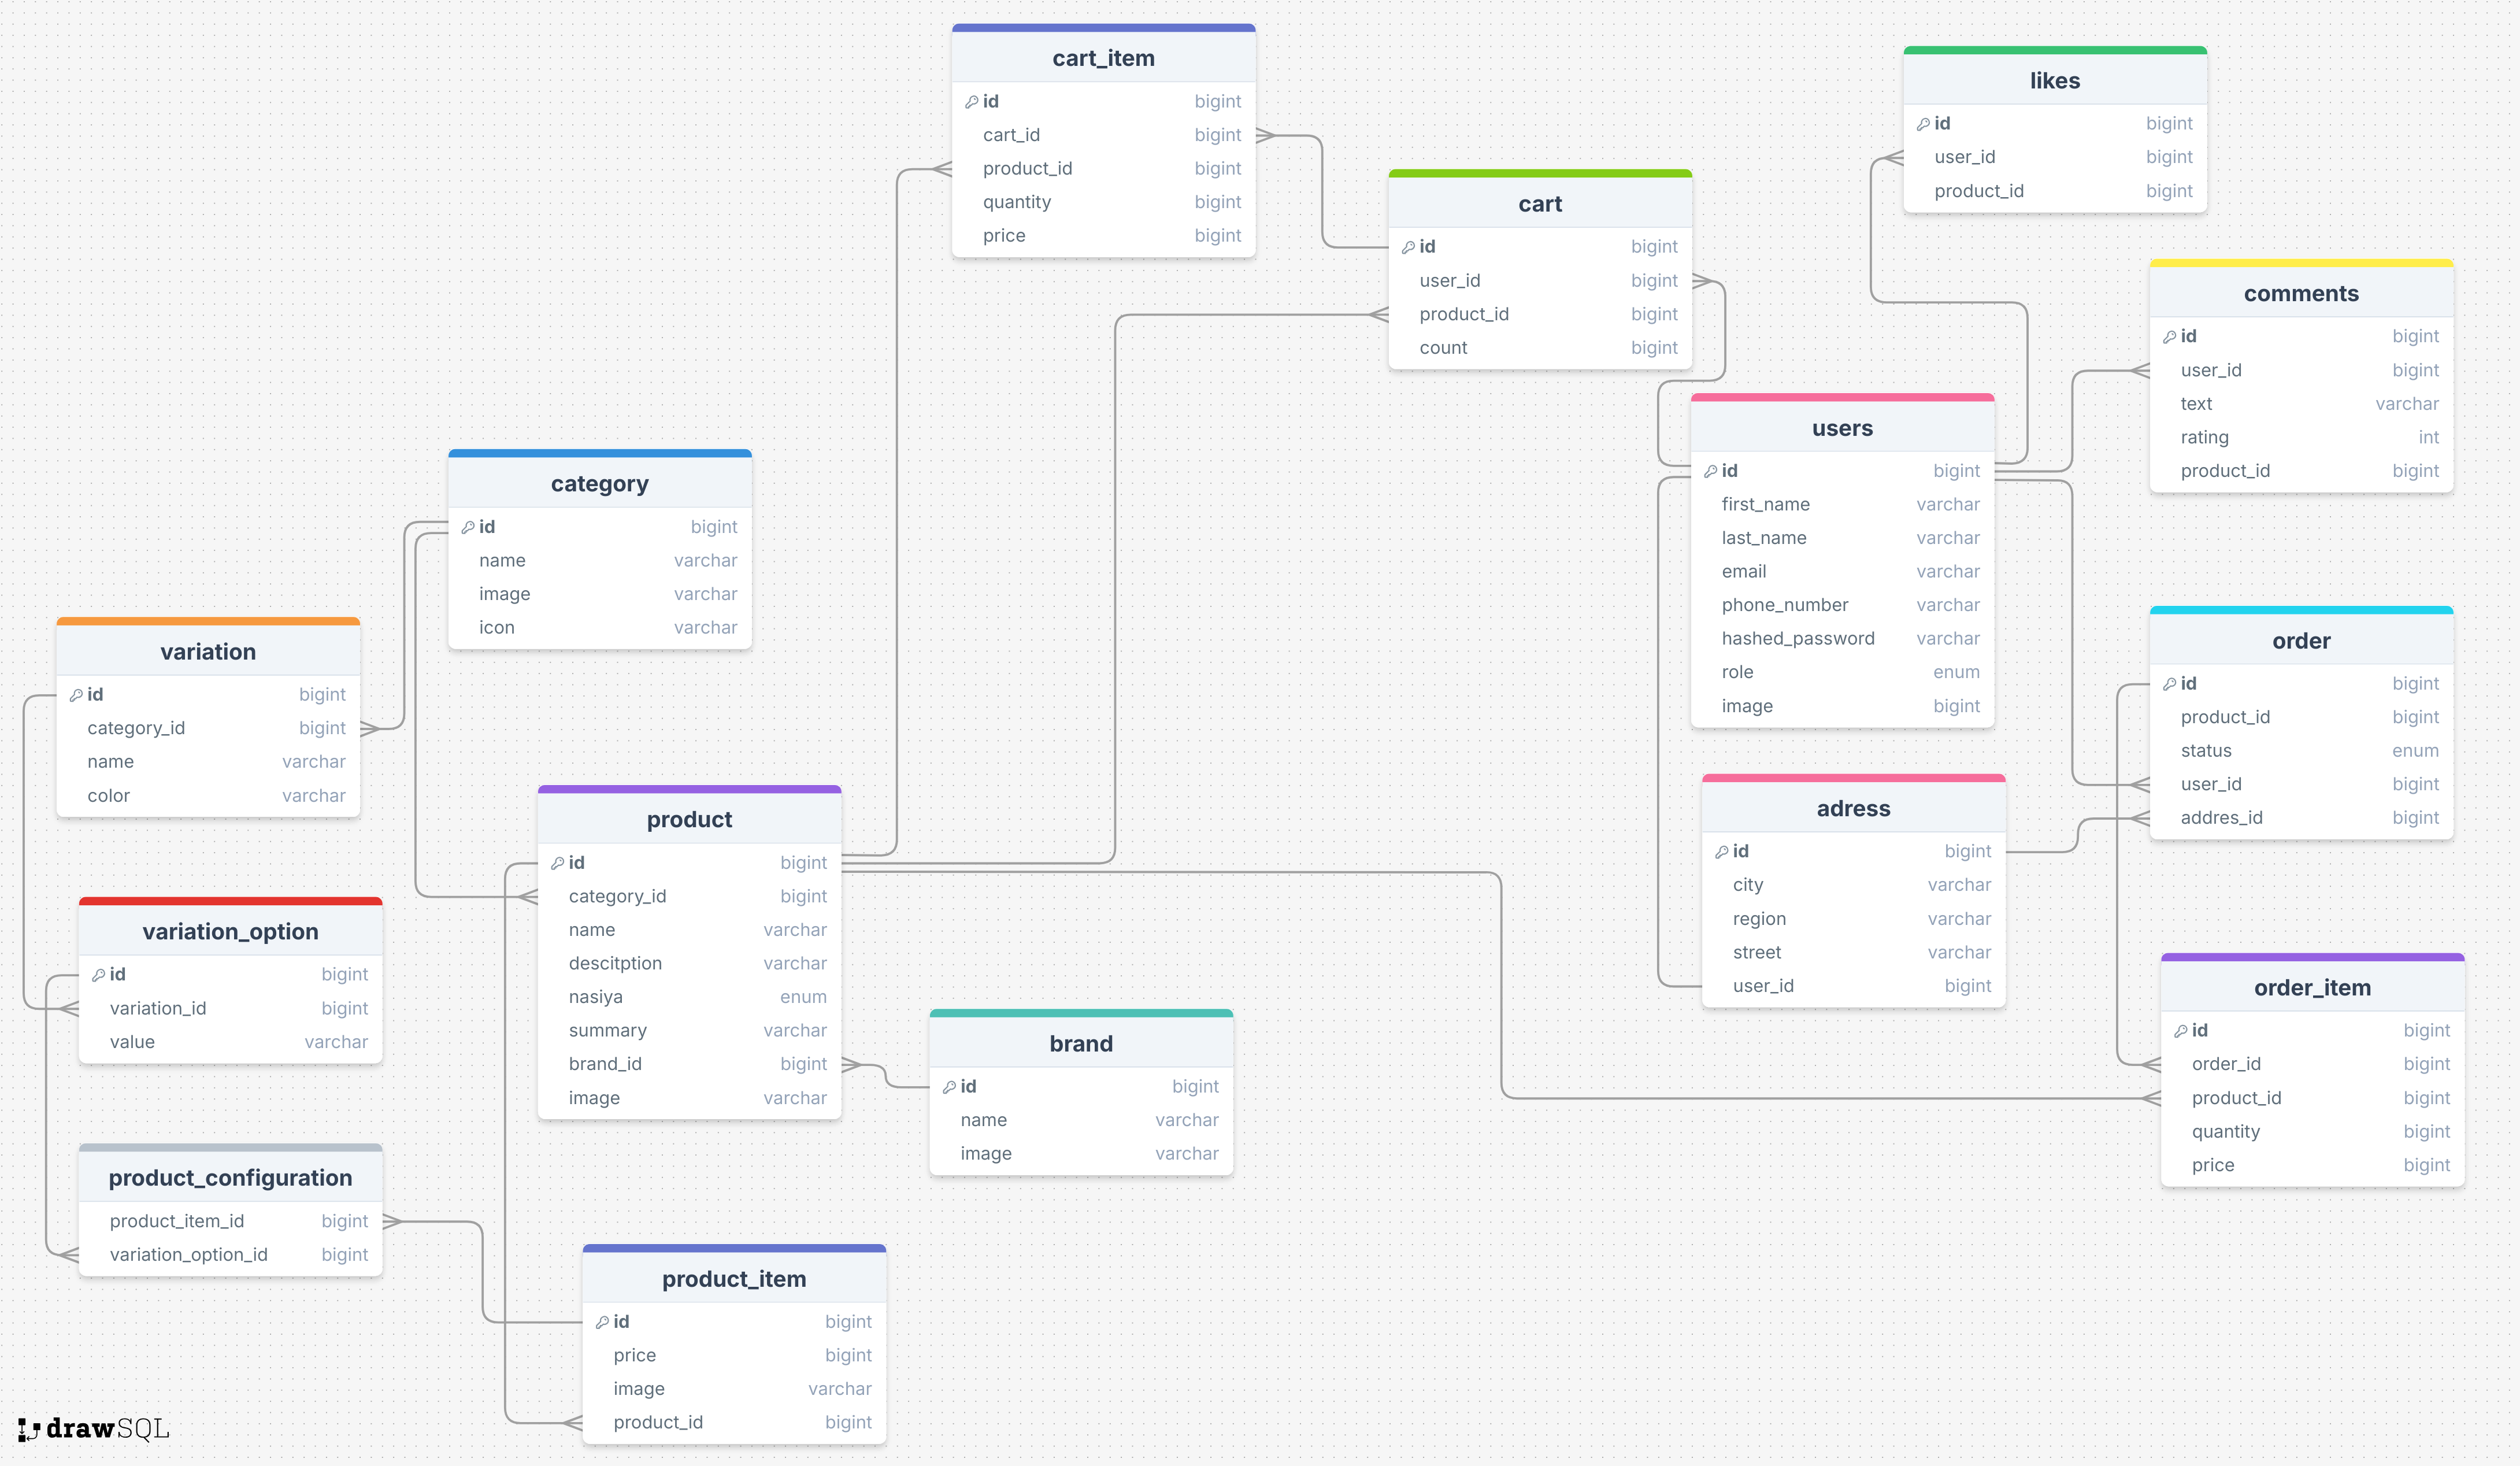 cart_item
id bigint
cart_id bigint
product_id bigint
quantity bigint
price bigint
likes
id bigint
user_id bigint
product_id bigint
cart
id bigint
user_id bigint
product_id bigint
count bigint
comments
id bigint
user_id bigint
text varchar
rating int
product_id bigint
users
id bigint
first_name varchar
last_name varchar
email varchar
phone_number varchar
hashed_password varchar
role enum
image bigint
category
id bigint
name varchar
image varchar
icon varchar
variation
id bigint
category_id bigint
name varchar
color varchar
order
id bigint
product_id bigint
status enum
user_id bigint
addres_id bigint
adress
id bigint
city varchar
region varchar
street varchar
user_id bigint
product
id bigint
category_id bigint
name varchar
descitption varchar
nasiya enum
summary varchar
brand_id bigint
image varchar
variation_option
id bigint
variation_id bigint
value varchar
order_item
id bigint
order_id bigint
product_id bigint
quantity bigint
price bigint
brand
id bigint
name varchar
image varchar
product_configuration
product_item_id bigint
variation_option_id bigint
product_item
id bigint
price bigint
image varchar
product_id bigint
drawSQL